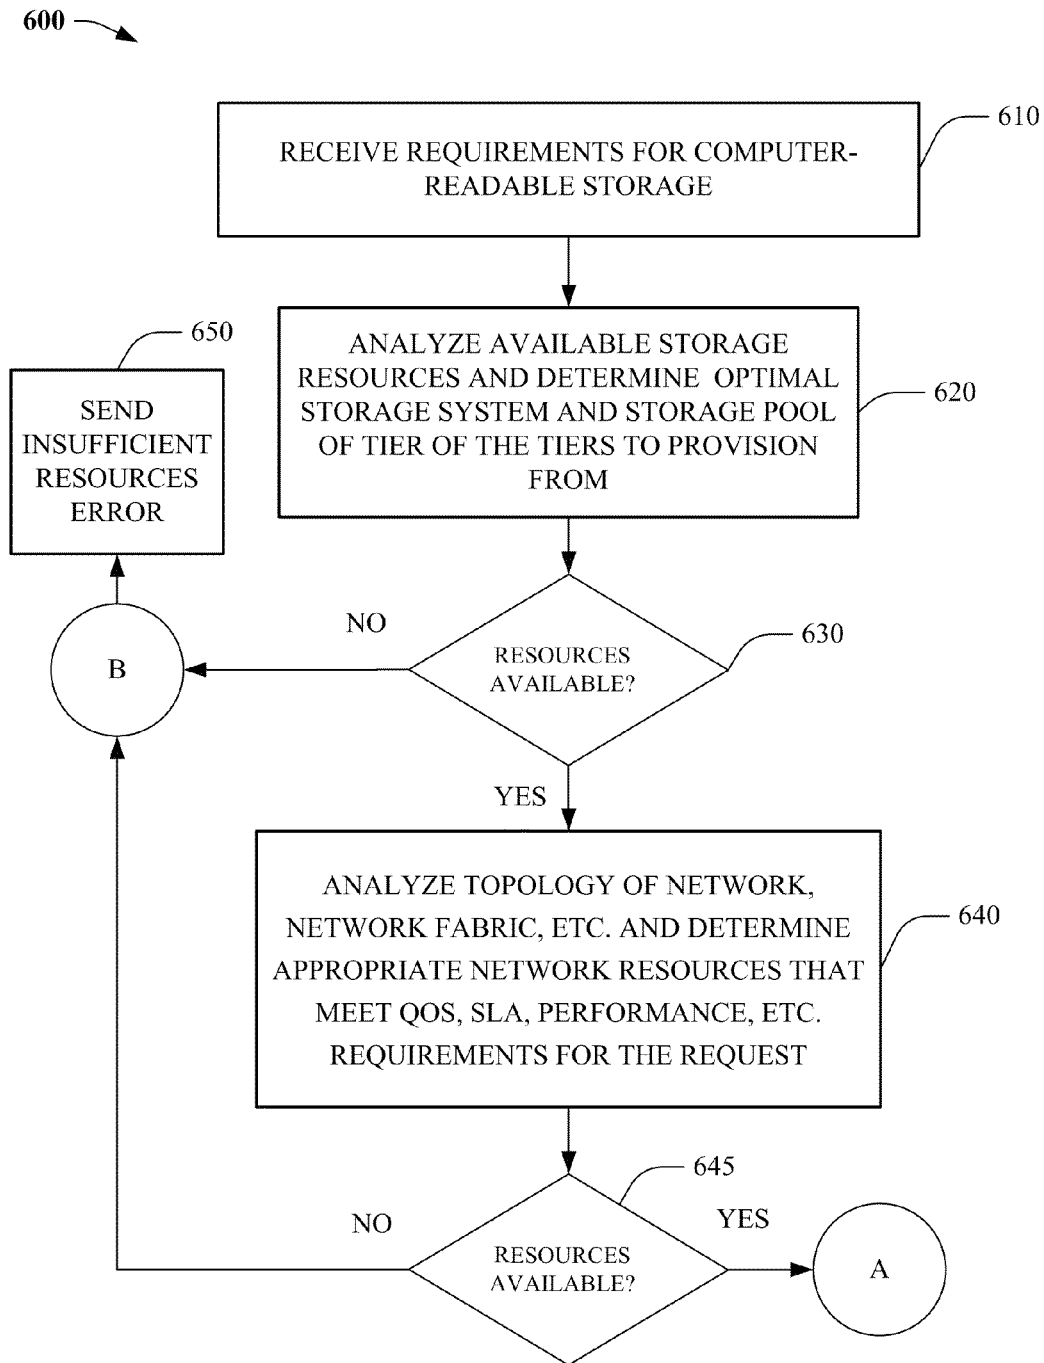 600
610
RECEIVE REQUIREMENTS FOR COMPUTER-
READABLE STORAGE
650
ANALYZE AVAILABLE STORAGE
RESOURCES AND DETERMINE OPTIMAL
STORAGE SYSTEM AND STORAGE POOL
OF TIER OF THE TIERS TO PROVISION
FROM
620
SEND
INSUFFICIENT
RESOURCES
ERROR
NO
630
B
RESOURCES
AVAILABLE?
YES
ANALYZE TOPOLOGY OF NETWORK,
NETWORK FABRIC, ETC. AND DETERMINE
APPROPRIATE NETWORK RESOURCES THAT
MEET QOS, SLA, PERFORMANCE, ETC.
REQUIREMENTS FOR THE REQUEST
640
645
NO
YES
RESOURCES
AVAILABLE?
A